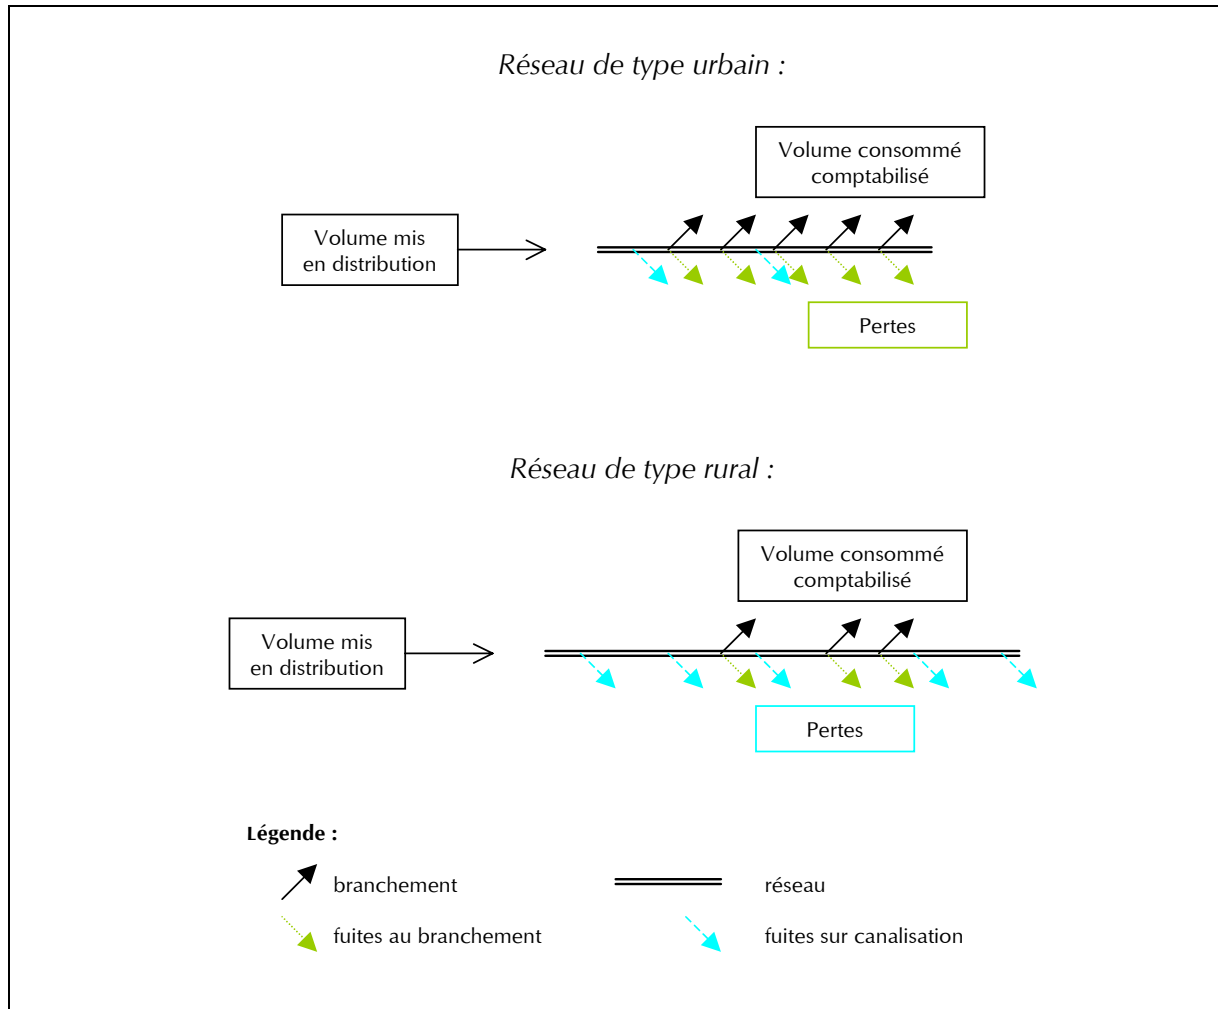 Réseau de type urbain :
Volume consommé
comptabilisé
Volume mis
en distribution
Pertes
Réseau de type rural :
Volume consommé
comptabilisé
Volume mis
en distribution
Pertes
Légende :
branchement
réseau
fuites au branchement
fuites sur canalisation